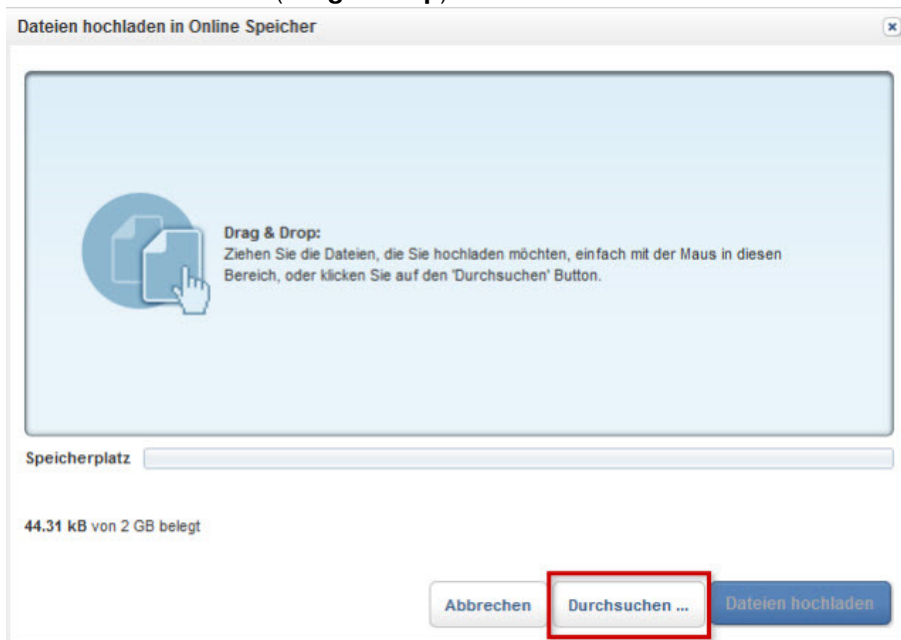 Dateien hochladen in Online Speicher
Drag & Drop:
Ziehen Sie die Dateien, die Sie hochladen möchten, einfach mit der Maus in diesen
Bereich, oder klicken Sie auf den 'Durchsuchen' Button.
Speicherplatz
44.31 kB von 2 GB belegt
Abbrechen Durchsuchen ... Dateien hochladen